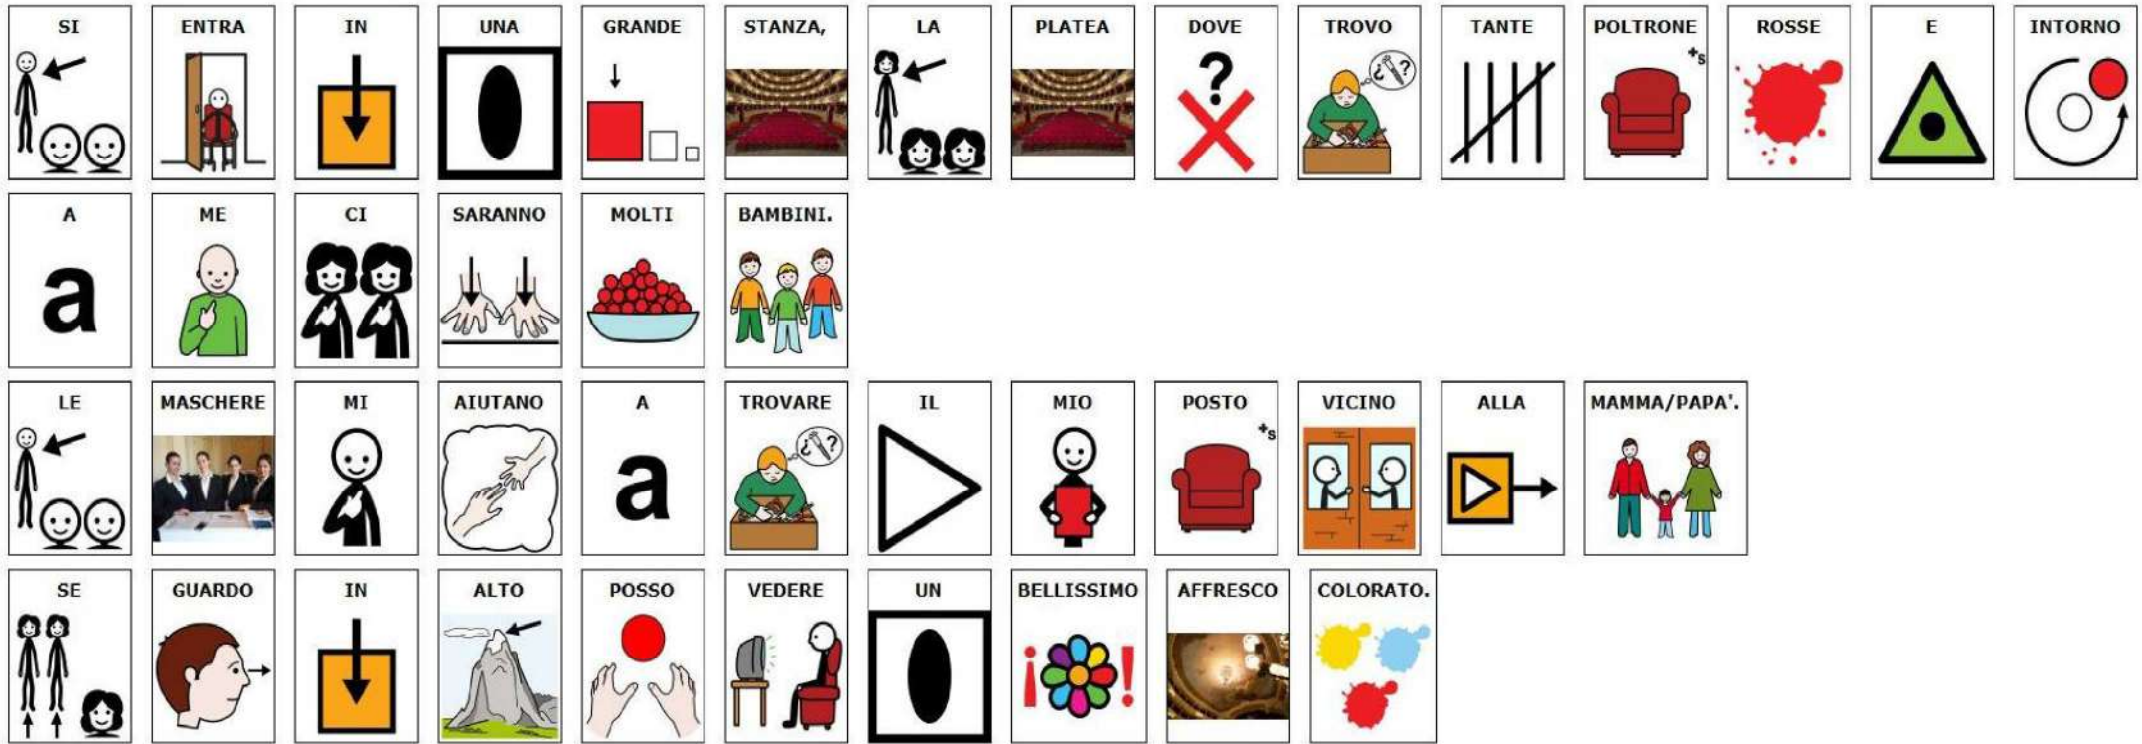 SI ENTRA IN UNA GRANDE STANZA, LA PLATEA DOVE TROVO TANTE POLTRONE ROSSE E INTORNO
A ME CI SARANNO MOLTI BAMBINI.
LE MASCHERE MI AIUTANO A TROVARE IL MIO POSTO VICINO ALLA MAMMA/PAPA'.
SE GUARDO IN ALTO POSSO VEDERE UN BELLISSIMO AFFRESCO COLORATO.